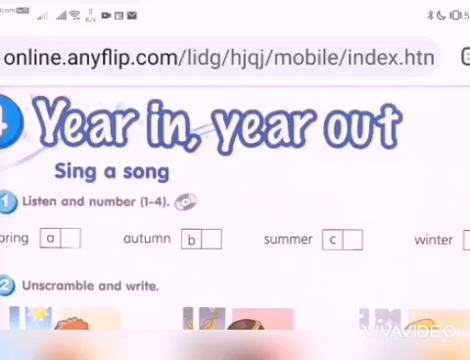 online.anyflip.com/lidg/hjqj/mobile/index.htn
4 Year in, year out
Sing a song
1 Listen and number (1-4).
pring a autumn b summer c winter
2 Unscramble and write.
VIVAVIDEO